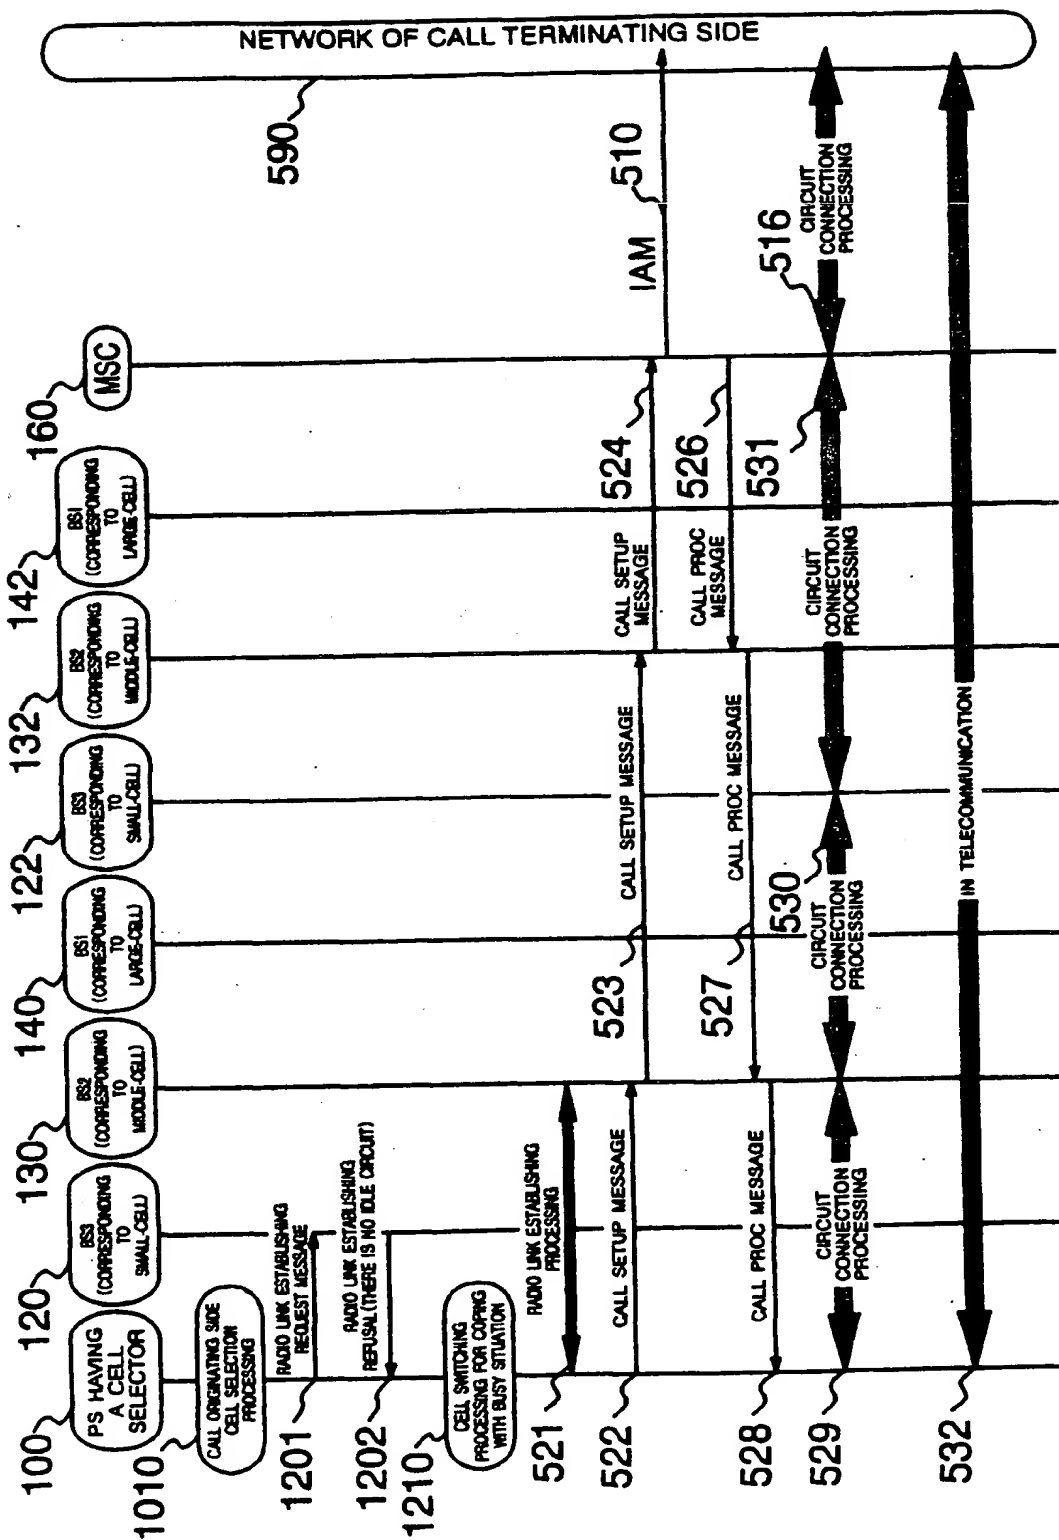 100
PS HAVING
A CELL
SELECTOR
120
BS3
(CORRESPONDING
TO
SMALL-CELL)
130
BS2
(CORRESPONDING
TO
MIDDLE-CELL)
140
BS1
(CORRESPONDING
TO
LARGE-CELL)
122
BS3
(CORRESPONDING
TO
SMALL-CELL)
132
BS2
(CORRESPONDING
TO
MIDDLE-CELL)
142
BS1
(CORRESPONDING
TO
LARGE-CELL)
160
MSC
590
NETWORK OF CALL TERMINATING SIDE
1010
CALL ORIGINATING SIDE
CELL SELECTION
PROCESSING
1201
RADIO LINK ESTABLISHING
REQUEST MESSAGE
1202
RADIO LINK ESTABLISHING
REFUSAL (THERE IS NO IDLE CIRCUIT)
1210
CELL SWITCHING
PROCESSING FOR COPING
WITH BUSY SITUATION
521
RADIO LINK ESTABLISHING
PROCESSING
522
CALL SETUP MESSAGE
523
CALL SETUP MESSAGE
524
CALL SETUP
MESSAGE
IAM
510
526
CALL PROC
MESSAGE
527
CALL PROC MESSAGE
528
CALL PROC MESSAGE
529
CIRCUIT
CONNECTION
PROCESSING
530
CIRCUIT
CONNECTION
PROCESSING
531
CIRCUIT
CONNECTION
PROCESSING
516
CIRCUIT
CONNECTION
PROCESSING
532
IN TELECOMMUNICATION